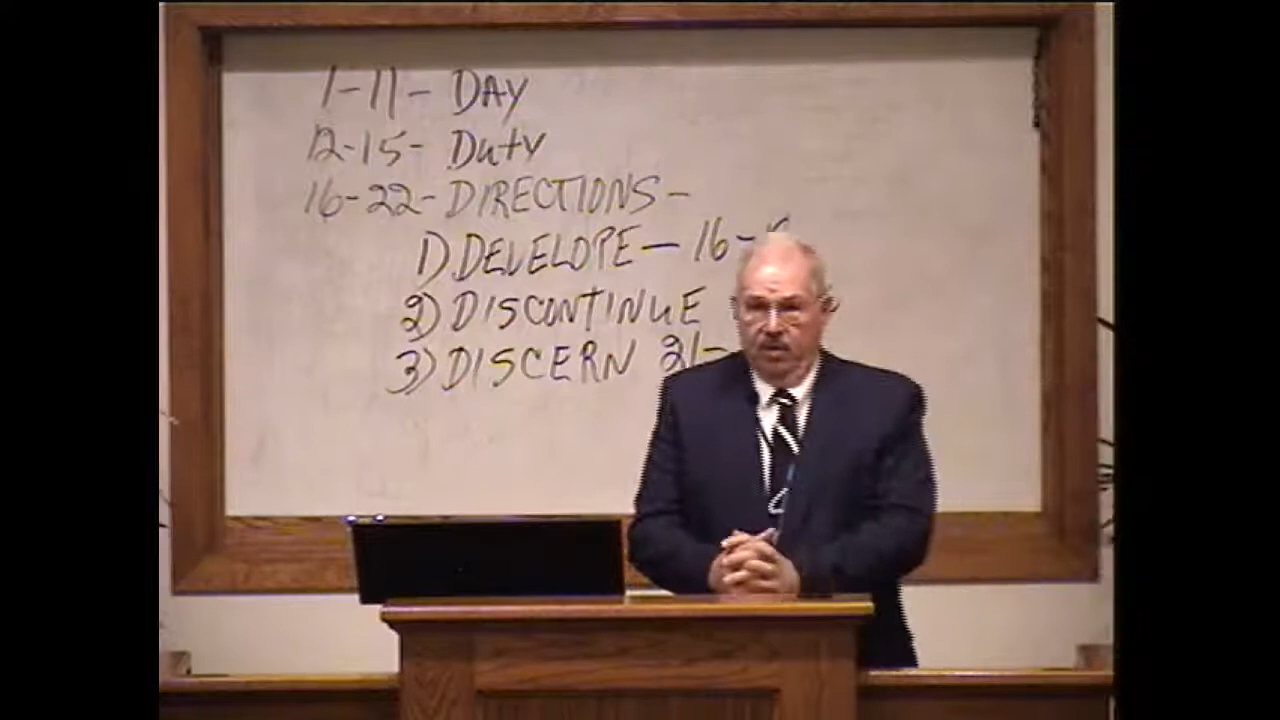 1-11- DAY
12-15- Duty
16-22- DIRECTIONS-
1) DEVELOPE - 16-
2) DISCONTINUE
3) DISCERN 21-